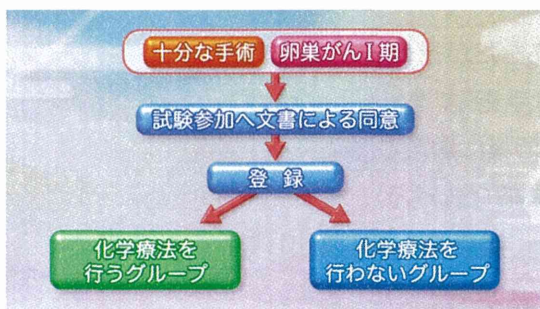 十分な手術 卵巣がんⅠ期
試験参加へ文書による同意
登 録
化学療法を
行うグループ
化学療法を
行わないグループ